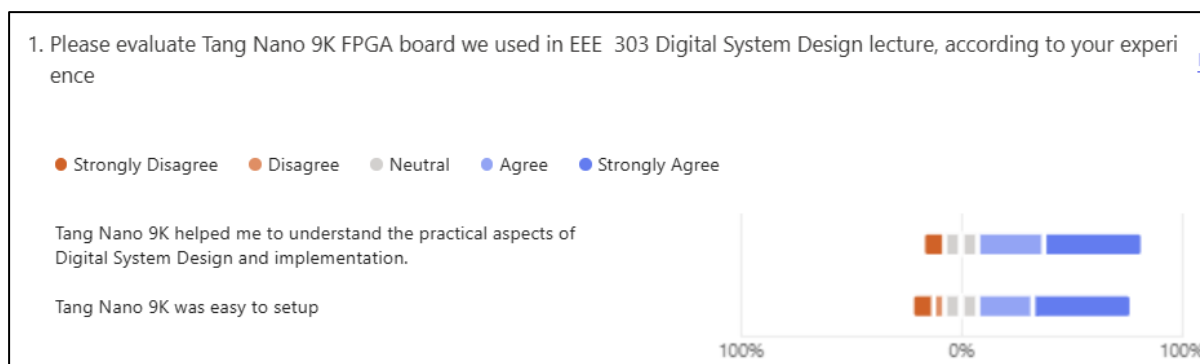 1. Please evaluate Tang Nano 9K FPGA board we used in EEE 303 Digital System Design lecture, according to your experi
ence
Strongly Disagree Disagree Neutral Agree Strongly Agree
Tang Nano 9K helped me to understand the practical aspects of
Digital System Design and implementation.
Tang Nano 9K was easy to setup
100% 0% 100%